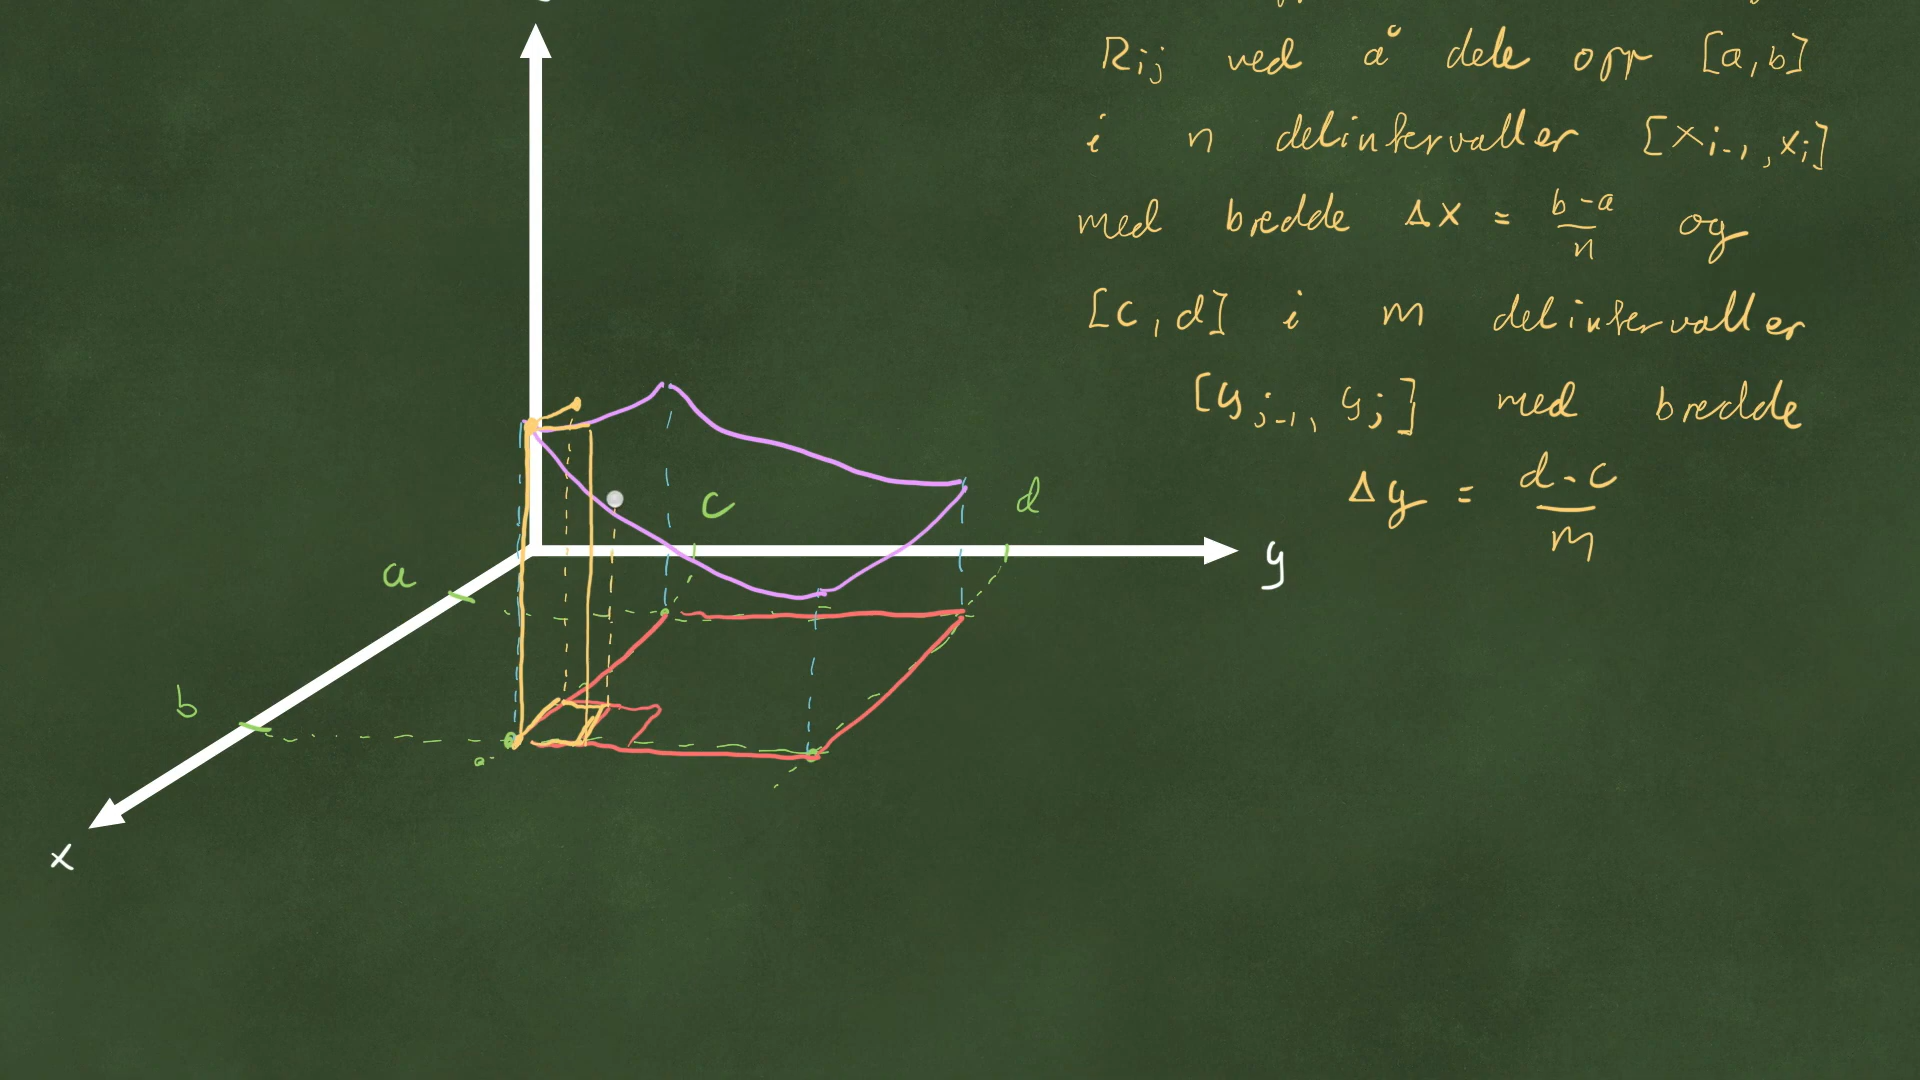 Rij ved å dele opp [a,b]
i n delintervaller [xi-1, xi]
med bredde Δx = b-a/n og
[c,d] i m delintervaller
[yj-1, yj] med bredde
Δy = d-c/m
c
d
y
a
b
x